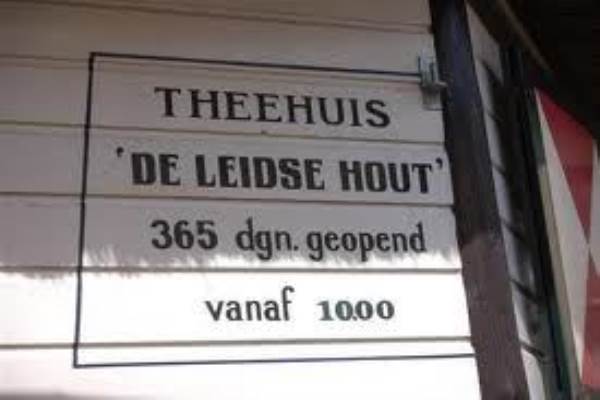 THEEHUIS
'DE LEIDSE HOUT'
365 dgn. geopend
vanaf 10.00